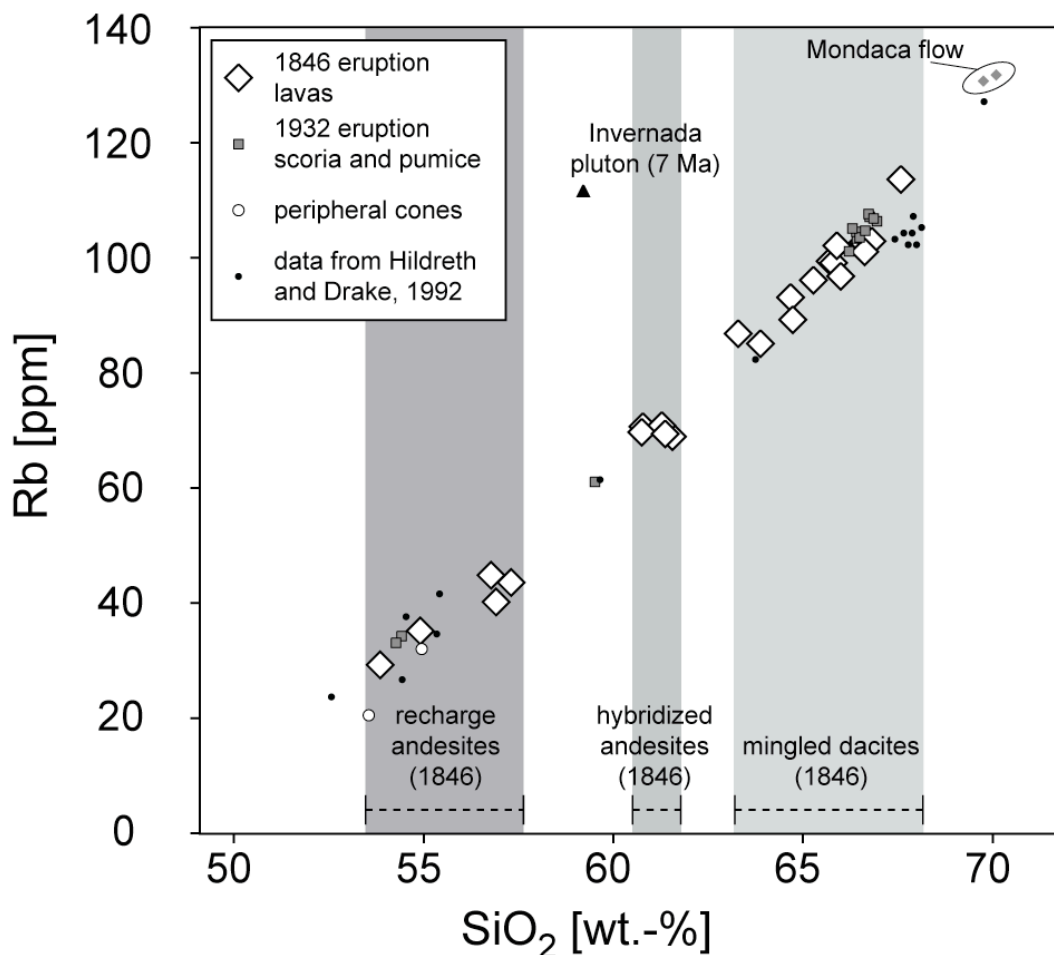 140
120
100
80
60
40
20
0
Rb [ppm]
1846 eruption
lavas
1932 eruption
scoria and pumice
peripheral cones
data from Hildreth
and Drake, 1992
Mondaca flow
Invernada
pluton (7 Ma)
recharge
andesites
(1846)
hybridized
andesites
(1846)
mingled dacites
(1846)
50
55
60
65
70
SiO₂ [wt.-%]